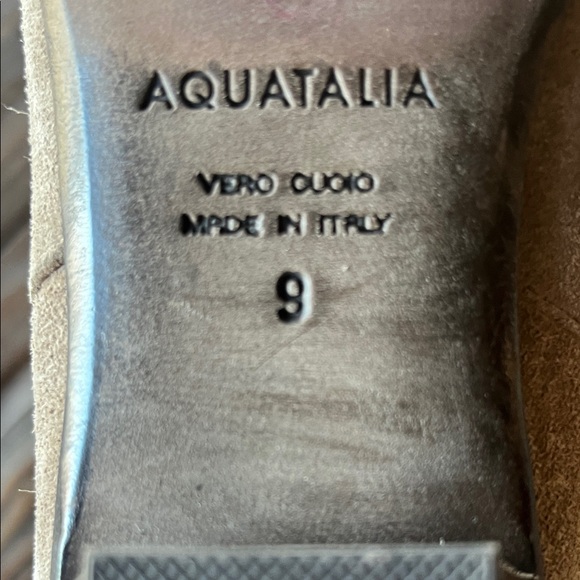 AQUATALIA
VERO CUOIO
MADE IN ITALY
9